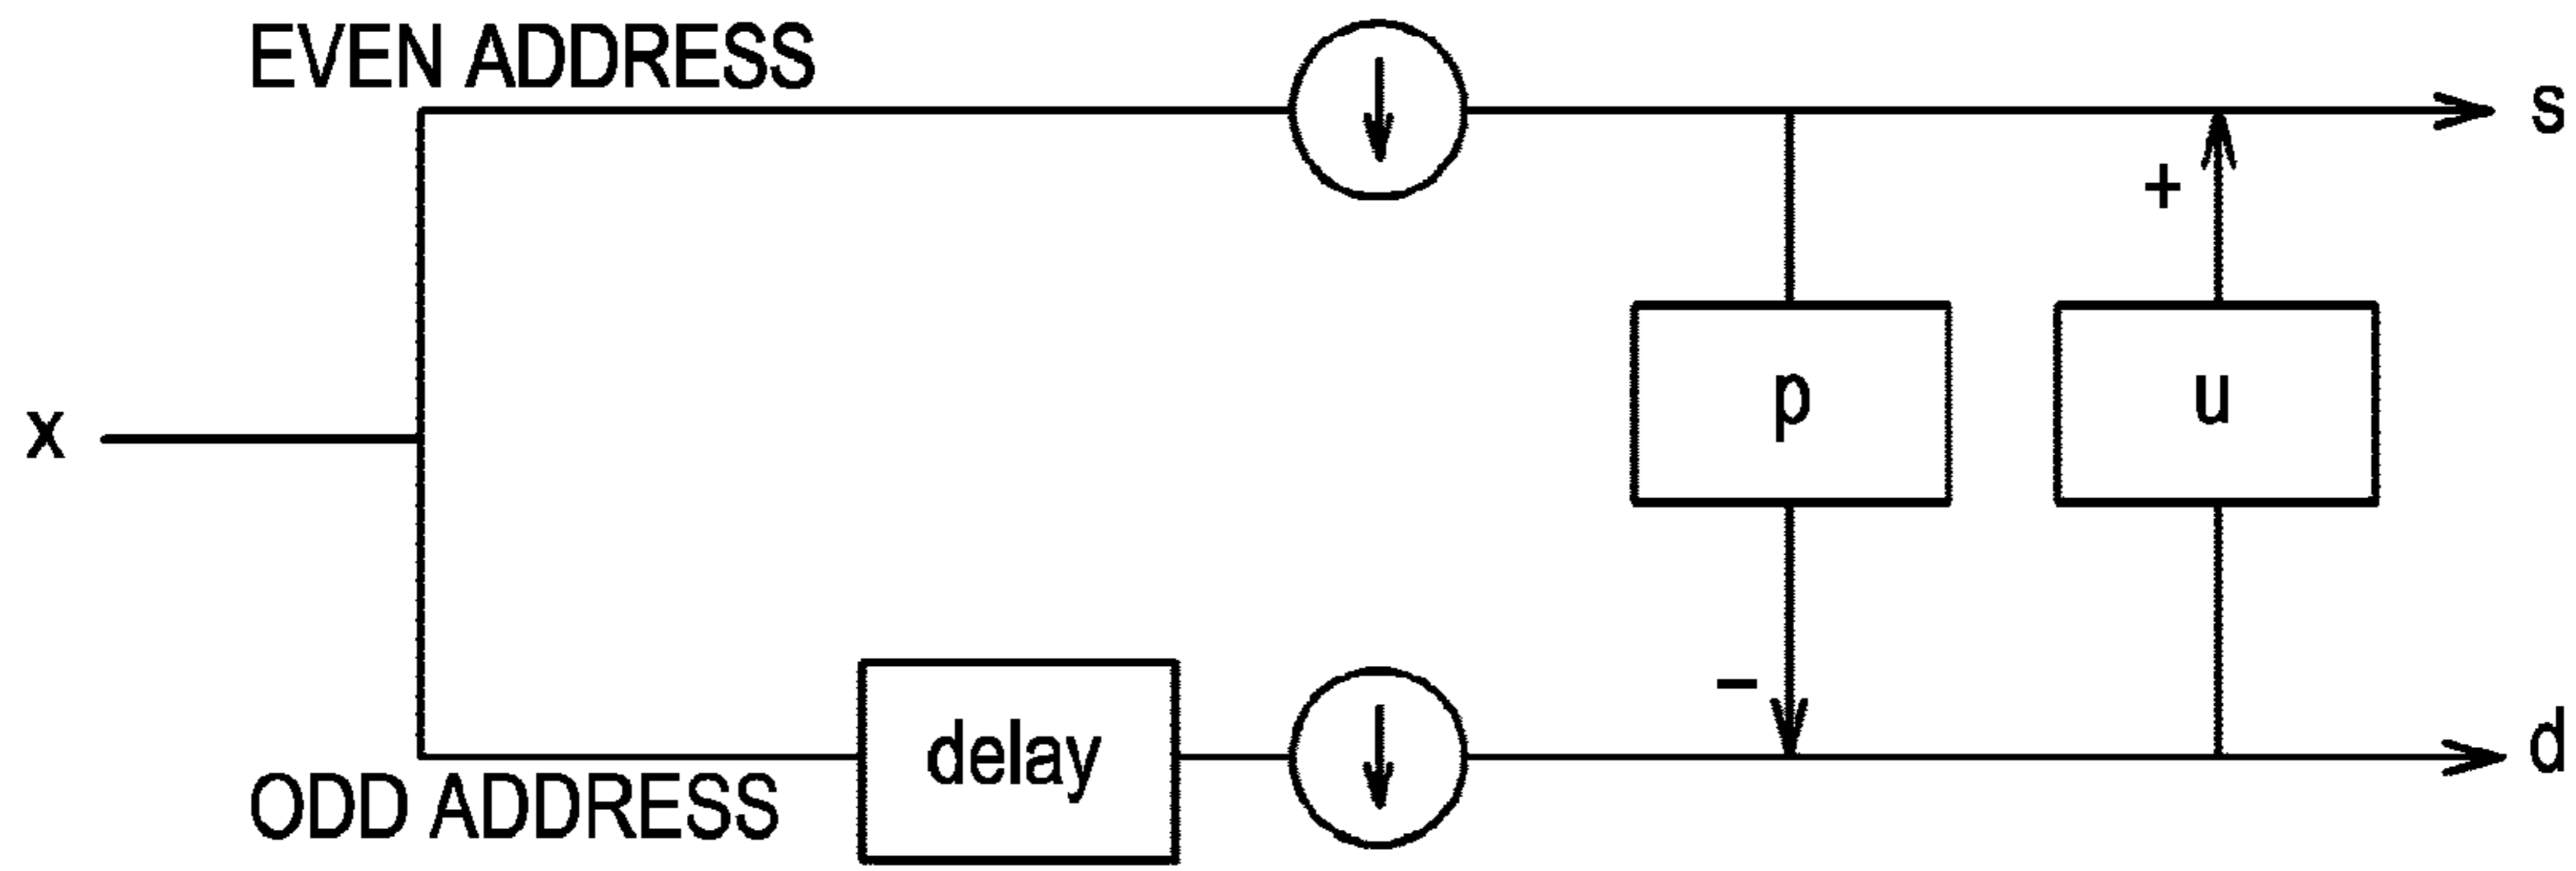 EVEN ADDRESS
s
+
x
p
u
−
delay
d
ODD ADDRESS